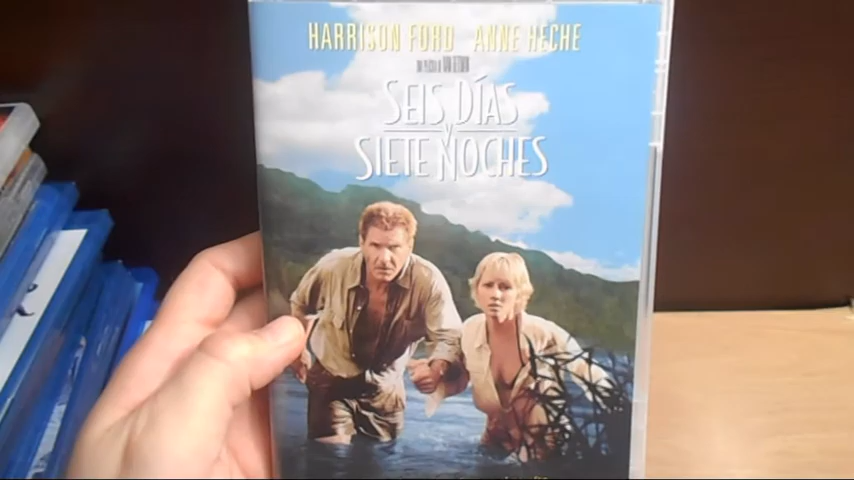 HARRISON FORD ANNE HECHE
SEIS DÍAS
Y
SIETE NOCHES